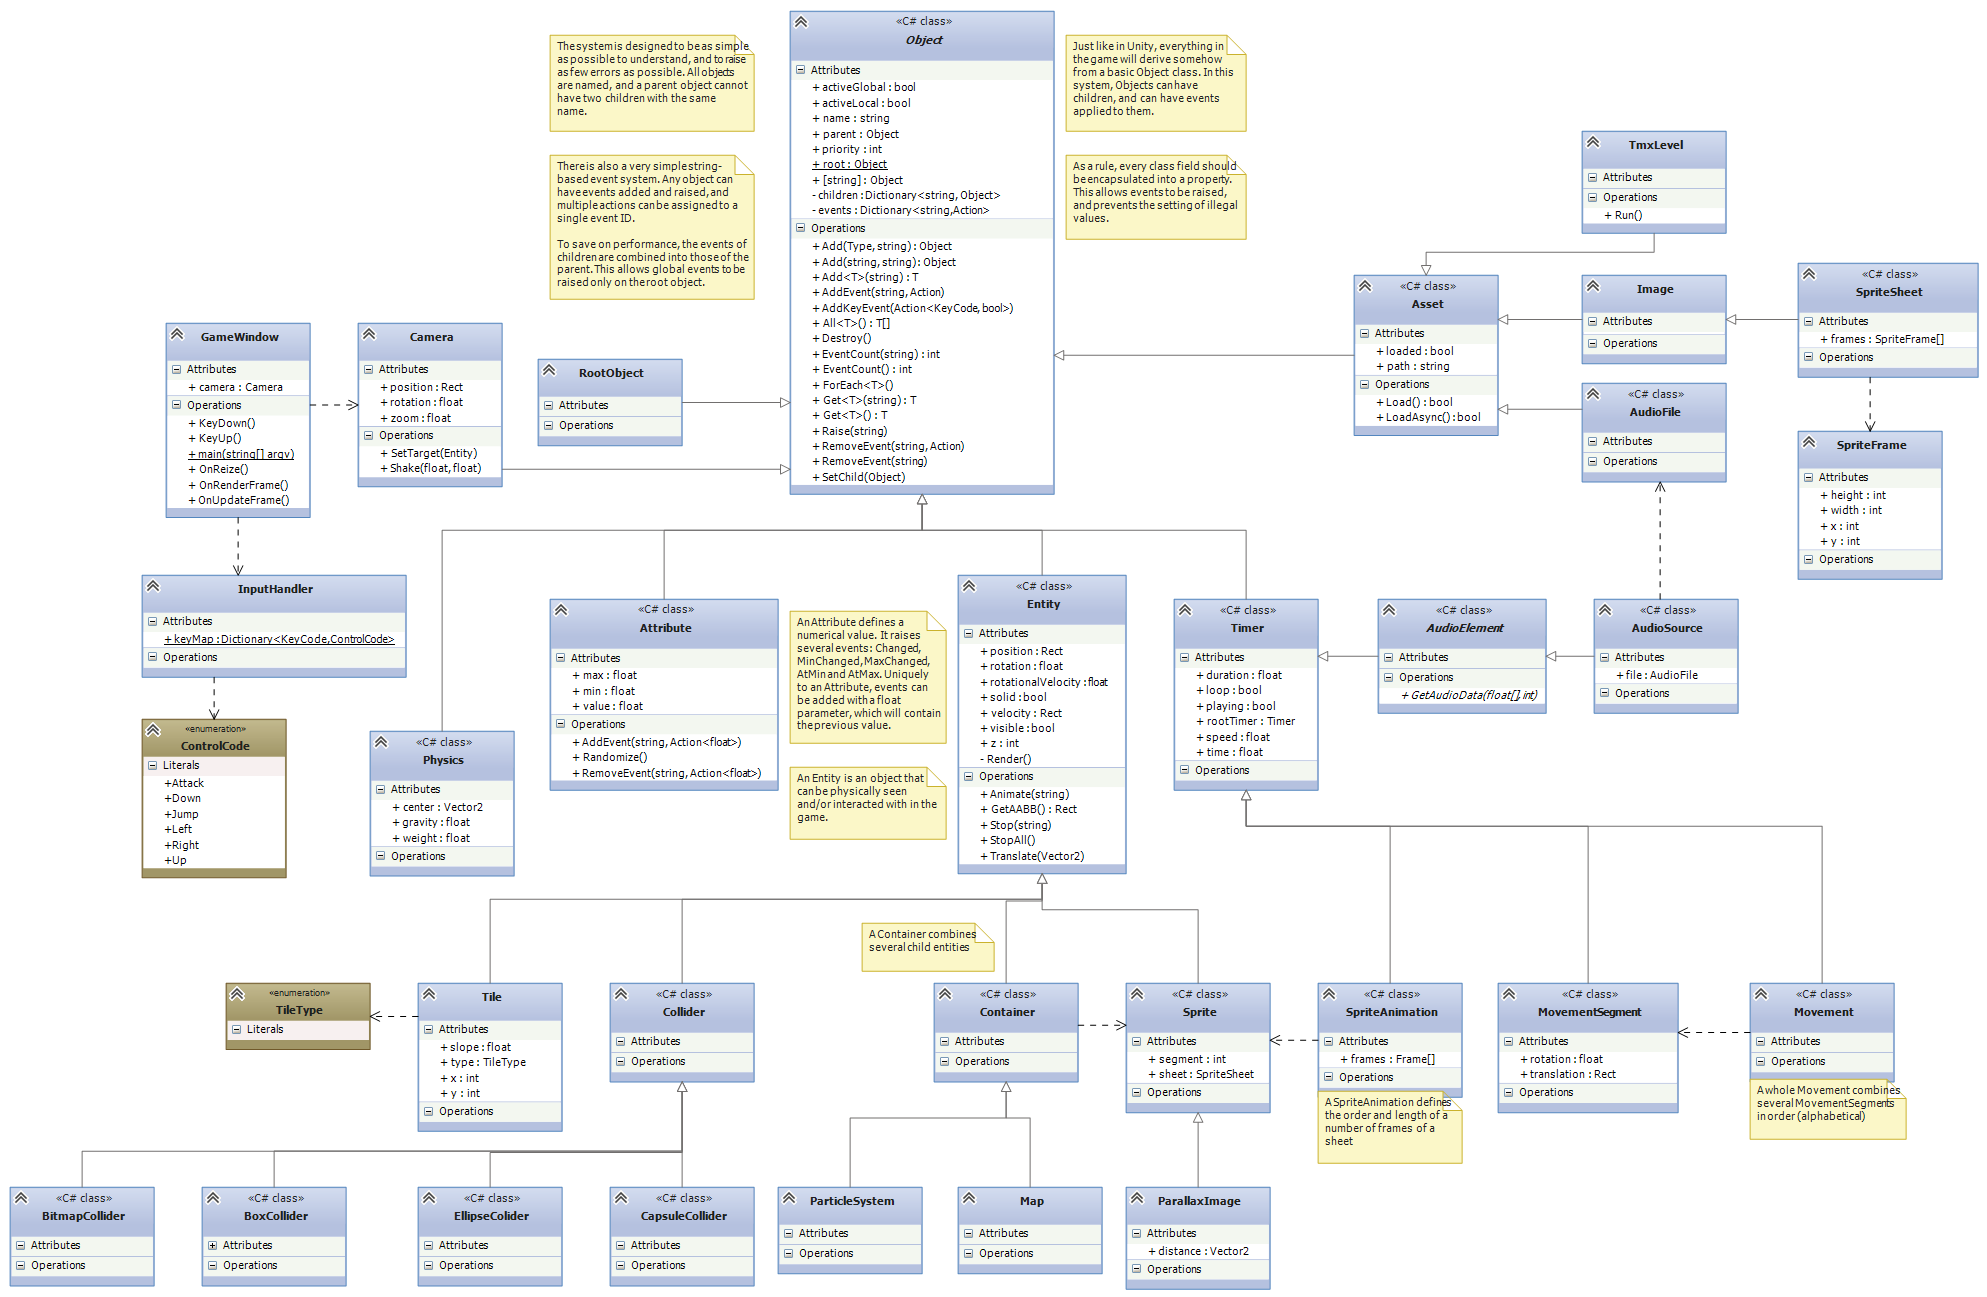 «C# class»
Object
Attributes
+ activeGlobal : bool
+ activeLocal : bool
+ name : string
+ parent : Object
+ priority : int
+ root : Object
+ [string] : Object
- children : Dictionary<string, Object>
- events : Dictionary<string,Action>
Operations
+ Add(Type, string) : Object
+ Add(string, string) : Object
+ Add<T>(string) : T
+ AddEvent(string, Action)
+ AddKeyEvent(Action<KeyCode, bool>)
+ All<T>() : T[]
+ Destroy()
+ EventCount(string) : int
+ EventCount() : int
+ ForEach<T>()
+ Get<T>(string) : T
+ Get<T>() : T
+ Raise(string)
+ RemoveEvent(string, Action)
+ RemoveEvent(string)
+ SetChild(Object)
The system is designed to be as simple
as possible to understand, and to raise
as few errors as possible. All objects
are named, and a parent object cannot
have two children with the same
name.
There is also a very simple string-
based event system. Any object can
have events added and raised, and
multiple actions can be assigned to a
single event ID.
To save on performance, the events of
children are combined into those of the
parent. This allows global events to be
raised only on the root object.
Just like in Unity, everything in
the game will derive somehow
from a basic Object class. In this
system, Objects can have
children, and can have events
applied to them.
As a rule, every class field should
be encapsulated into a property.
This allows events to be raised,
and prevents the setting of illegal
values.
TmxLevel
Attributes
Operations
+ Run()
«C# class»
Asset
Attributes
+ loaded : bool
+ path : string
Operations
+ Load() : bool
+ LoadAsync() : bool
Image
Attributes
Operations
«C# class»
SpriteSheet
Attributes
+ frames : SpriteFrame[]
Operations
«C# class»
AudioFile
Attributes
Operations
SpriteFrame
Attributes
+ height : int
+ width : int
+ x : int
+ y : int
Operations
GameWindow
Attributes
+ camera : Camera
Operations
+ KeyDown()
+ KeyUp()
+ main(string[] argv)
+ OnReize()
+ OnRenderFrame()
+ OnUpdateFrame()
Camera
Attributes
+ position : Rect
+ rotation : float
+ zoom : float
Operations
+ SetTarget(Entity)
+ Shake(float, float)
RootObject
Attributes
Operations
InputHandler
Attributes
+ keyMap : Dictionary<KeyCode,ControlCode>
Operations
«enumeration»
ControlCode
Literals
+Attack
+Down
+Jump
+Left
+Right
+Up
«C# class»
Physics
Attributes
+ center : Vector2
+ gravity : float
+ weight : float
Operations
«C# class»
Attribute
Attributes
+ max : float
+ min : float
+ value : float
Operations
+ AddEvent(string, Action<float>)
+ Randomize()
+ RemoveEvent(string, Action<float>)
An Attribute defines a
numerical value. It raises
several events: Changed,
MinChanged, MaxChanged,
AtMin and AtMax. Uniquely
to an Attribute, events can
be added with a float
parameter, which will contain
the previous value.
An Entity is an object that
can be physically seen
and/or interacted with in the
game.
«C# class»
Entity
Attributes
+ position : Rect
+ rotation : float
+ rotationalVelocity : float
+ solid : bool
+ velocity : Rect
+ visible : bool
+ z : int
- Render()
Operations
+ Animate(string)
+ GetAABB() : Rect
+ Stop(string)
+ StopAll()
+ Translate(Vector2)
«C# class»
Timer
Attributes
+ duration : float
+ loop : bool
+ playing : bool
+ rootTimer : Timer
+ speed : float
+ time : float
Operations
«C# class»
AudioElement
Attributes
Operations
+ GetAudioData(float[],int)
«C# class»
AudioSource
Attributes
+ file : AudioFile
Operations
A Container combines
several child entities
«enumeration»
TileType
Literals
Tile
Attributes
+ slope : float
+ type : TileType
+ x : int
+ y : int
Operations
«C# class»
Collider
Attributes
Operations
«C# class»
Container
Attributes
Operations
«C# class»
Sprite
Attributes
+ segment : int
+ sheet : SpriteSheet
Operations
«C# class»
SpriteAnimation
Attributes
+ frames : Frame[]
Operations
A SpriteAnimation defines
the order and length of a
number of frames of a
sheet
«C# class»
MovementSegment
Attributes
+ rotation : float
+ translation : Rect
Operations
«C# class»
Movement
Attributes
Operations
A whole Movement combines
several MovementSegments
in order (alphabetical)
«C# class»
BitmapCollider
Attributes
Operations
«C# class»
BoxCollider
Attributes
Operations
«C# class»
EllipseColider
Attributes
Operations
«C# class»
CapsuleCollider
Attributes
Operations
ParticleSystem
Attributes
Operations
Map
Attributes
Operations
ParallaxImage
Attributes
+ distance : Vector2
Operations